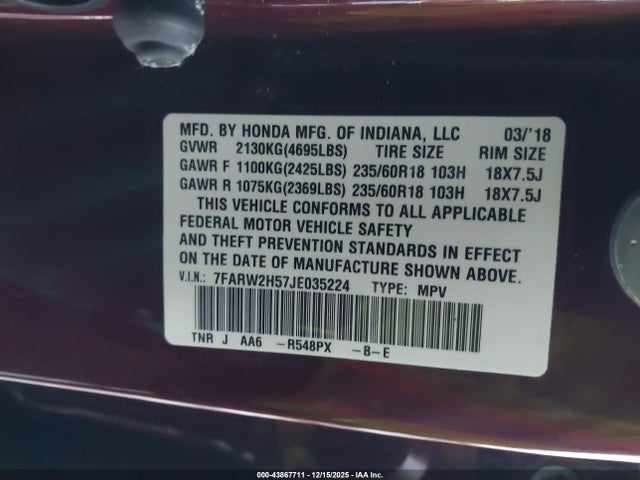 MFD. BY HONDA MFG. OF INDIANA, LLC 03/'18
GVWR 2130KG(4695LBS) TIRE SIZE RIM SIZE
GAWR F 1100KG(2425LBS) 235/60R18 103H 18X7.5J
GAWR R 1075KG(2369LBS) 235/60R18 103H 18X7.5J
THIS VEHICLE CONFORMS TO ALL APPLICABLE
FEDERAL MOTOR VEHICLE SAFETY
AND THEFT PREVENTION STANDARDS IN EFFECT
ON THE DATE OF MANUFACTURE SHOWN ABOVE.
V.I.N.: 7FARW2H57JE035224 TYPE: MPV
TNR J AA6 -R548PX -B-E
000-43867711 - 12/15/2025 - IAA Inc.